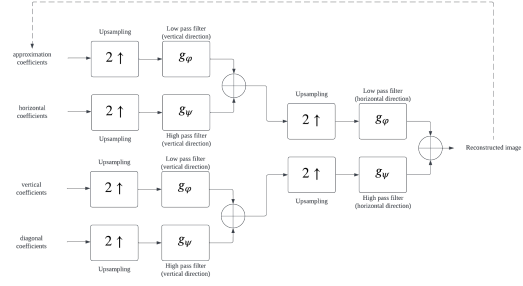 Upsampling
Low pass filter
(vertical direction)
approximation
coefficients
2 ↑
gφ
horizontal
coefficients
2 ↑
gψ
Upsampling
High pass filter
(vertical direction)
Upsampling
Low pass filter
(horizontal direction)
2 ↑
gφ
Reconstructed image
2 ↑
gψ
Upsampling
High pass filter
(horizontal direction)
Upsampling
Low pass filter
(vertical direction)
vertical
coefficients
2 ↑
gφ
diagonal
coefficients
2 ↑
gψ
Upsampling
High pass filter
(vertical direction)